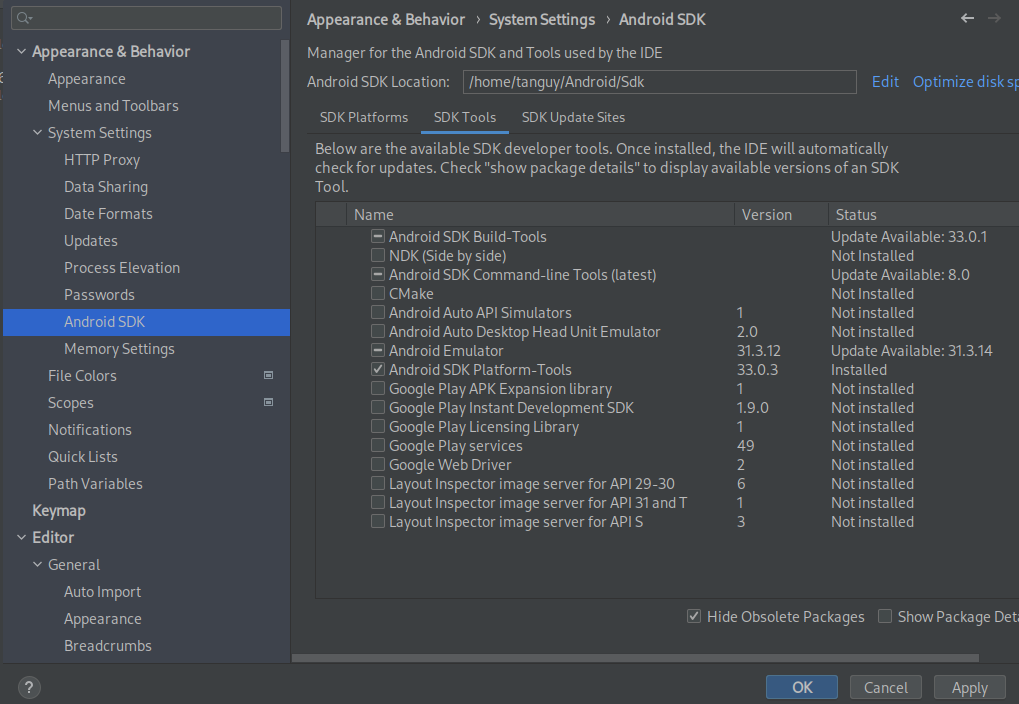 Appearance & Behavior › System Settings › Android SDK
Appearance & Behavior
Appearance
Menus and Toolbars
System Settings
HTTP Proxy
Data Sharing
Date Formats
Updates
Process Elevation
Passwords
Android SDK
Memory Settings
File Colors
Scopes
Notifications
Quick Lists
Path Variables
Keymap
Editor
General
Auto Import
Appearance
Breadcrumbs
Manager for the Android SDK and Tools used by the IDE
Android SDK Location: /home/tanguy/Android/Sdk Edit Optimize disk sp
SDK Platforms SDK Tools SDK Update Sites
Below are the available SDK developer tools. Once installed, the IDE will automatically
check for updates. Check "show package details" to display available versions of an SDK
Tool.
Name Version Status
Android SDK Build-Tools Update Available: 33.0.1
NDK (Side by side) Not Installed
Android SDK Command-line Tools (latest) Update Available: 8.0
CMake Not Installed
Android Auto API Simulators 1 Not installed
Android Auto Desktop Head Unit Emulator 2.0 Not installed
Android Emulator 31.3.12 Update Available: 31.3.14
Android SDK Platform-Tools 33.0.3 Installed
Google Play APK Expansion library 1 Not installed
Google Play Instant Development SDK 1.9.0 Not installed
Google Play Licensing Library 1 Not installed
Google Play services 49 Not installed
Google Web Driver 2 Not installed
Layout Inspector image server for API 29-30 6 Not installed
Layout Inspector image server for API 31 and T 1 Not installed
Layout Inspector image server for API S 3 Not installed
Hide Obsolete Packages Show Package Deta
? OK Cancel Apply